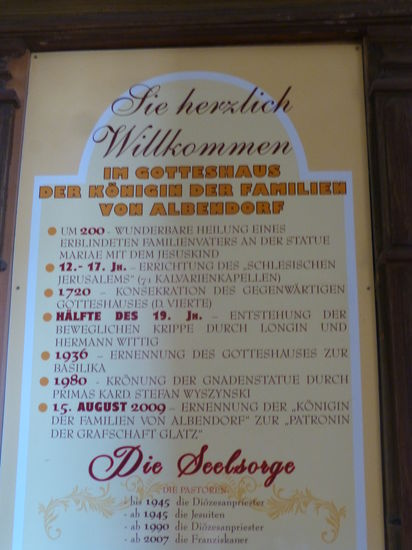 Sie herzlich
Willkommen
IM GOTTESHAUS
DER KÖNIGIN DER FAMILIEN
VON ALBENDORF
UM 200 - WUNDERBARE HEILUNG EINES
ERBLINDETEN FAMILIENVATERS AN DER STATUE
MARIAE MIT DEM JESUSKIND
12.- 17. JH. – ERRICHTUNG DES „SCHLESISCHEN
JERUSALEMS“ (71 KALVARIENKAPELLEN)
1720 – KONSEKRATION DES GEGENWÄRTIGEN
GOTTESHAUSES (D. VIERTE)
HÄLFTE DES 19. JH. – ENTSTEHUNG DER
BEWEGLICHEN KRIPPE DURCH LONGIN UND
HERMANN WITTIG
1936 – ERNENNUNG DES GOTTESHAUSES ZUR
BASILIKA
1980 – KRÖNUNG DER GNADENSTATUE DURCH
PRIMAS KARD. STEFAN WYSZYNSKI
15. AUGUST 2009 – ERNENNUNG DER „KÖNIGIN
DER FAMILIEN VON ALBENDORF“ ZUR „PATRONIN
DER GRAFSCHAFT GLATZ“
Die Seelsorge
DIE PASTOREN:
- bis 1945 die Diözesanpriester
- ab 1945 die Jesuiten
- ab 1990 die Diözesanpriester
- ab 2007 die Franziskaner